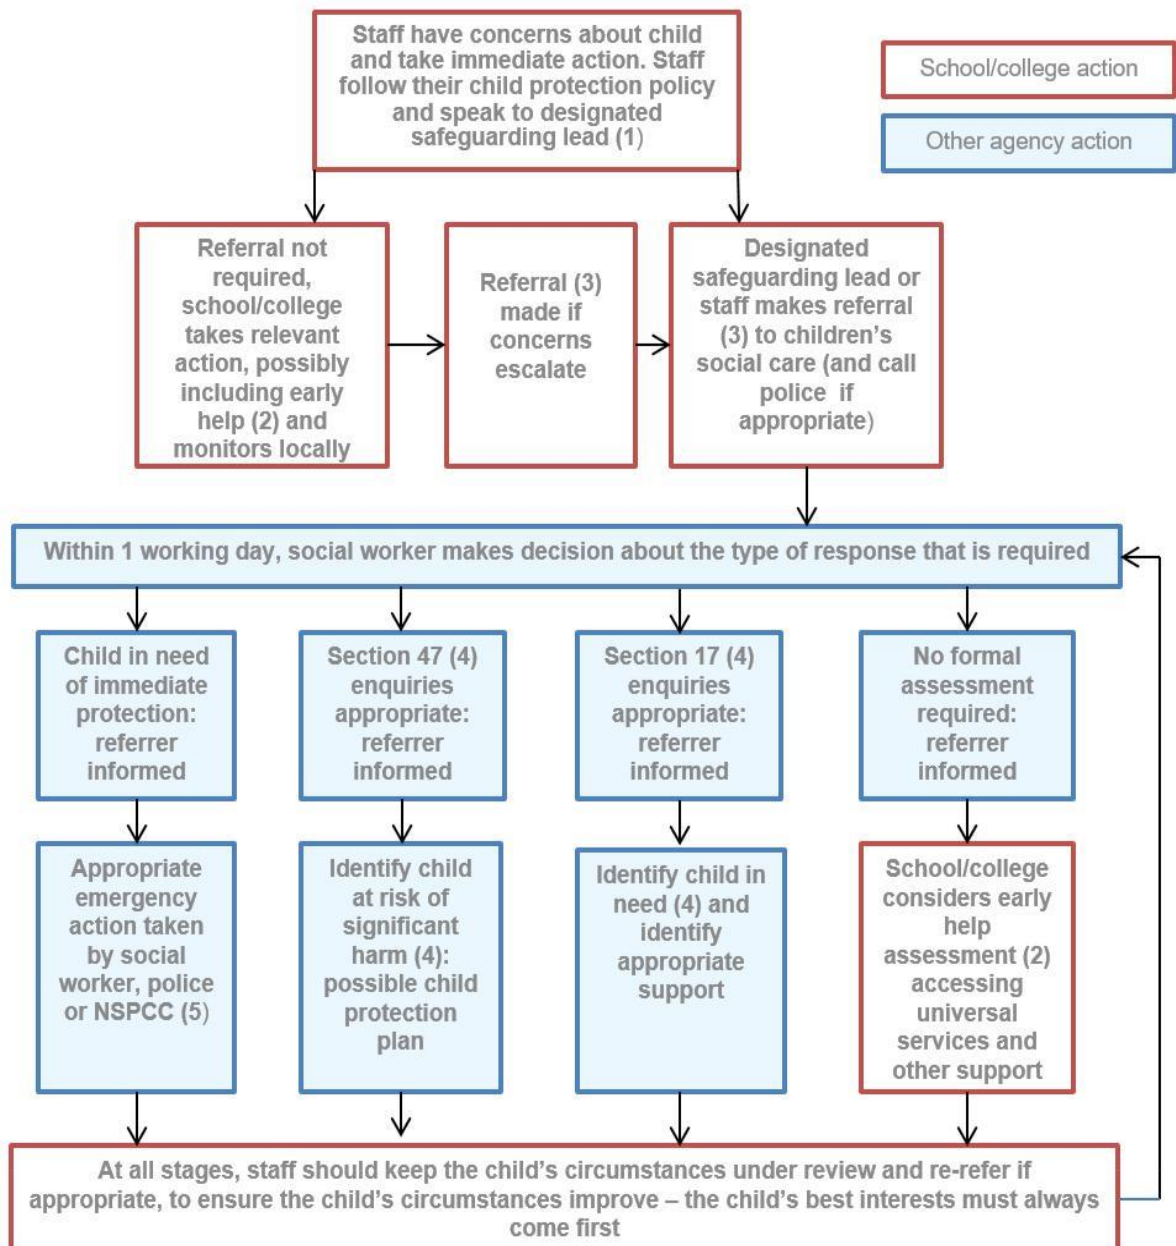 Staff have concerns about child
and take immediate action. Staff
follow their child protection policy
and speak to designated
safeguarding lead (1)
School/college action
Other agency action
Referral not
required,
school/college
takes relevant
action, possibly
including early
help (2) and
monitors locally
Referral (3)
made if
concerns
escalate
Designated
safeguarding lead or
staff makes referral
(3) to children’s
social care (and call
police if
appropriate)
Within 1 working day, social worker makes decision about the type of response that is required
Child in need
of immediate
protection:
referrer
informed
Section 47 (4)
enquiries
appropriate:
referrer
informed
Section 17 (4)
enquiries
appropriate:
referrer
informed
No formal
assessment
required:
referrer
informed
Appropriate
emergency
action taken
by social
worker, police
or NSPCC (5)
Identify child
at risk of
significant
harm (4):
possible child
protection
plan
Identify child in
need (4) and
identify
appropriate
support
School/college
considers early
help
assessment (2)
accessing
universal
services and
other support
At all stages, staff should keep the child’s circumstances under review and re-refer if
appropriate, to ensure the child’s circumstances improve – the child’s best interests must always
come first